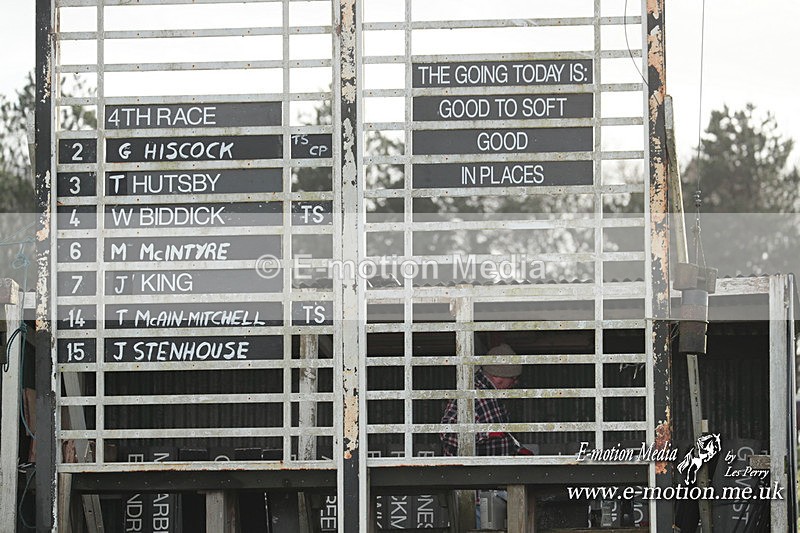 4TH RACE
2 G HISCOCK TS CP
3 T HUTSBY
4 W BIDDICK TS
6 M McINTYRE
7 J KING
14 T McAIN-MITCHELL TS
15 J STENHOUSE
THE GOING TODAY IS:
GOOD TO SOFT
GOOD
IN PLACES
© E-motion Media
E-motion Media
by
Les Perry
www.e-motion.me.uk